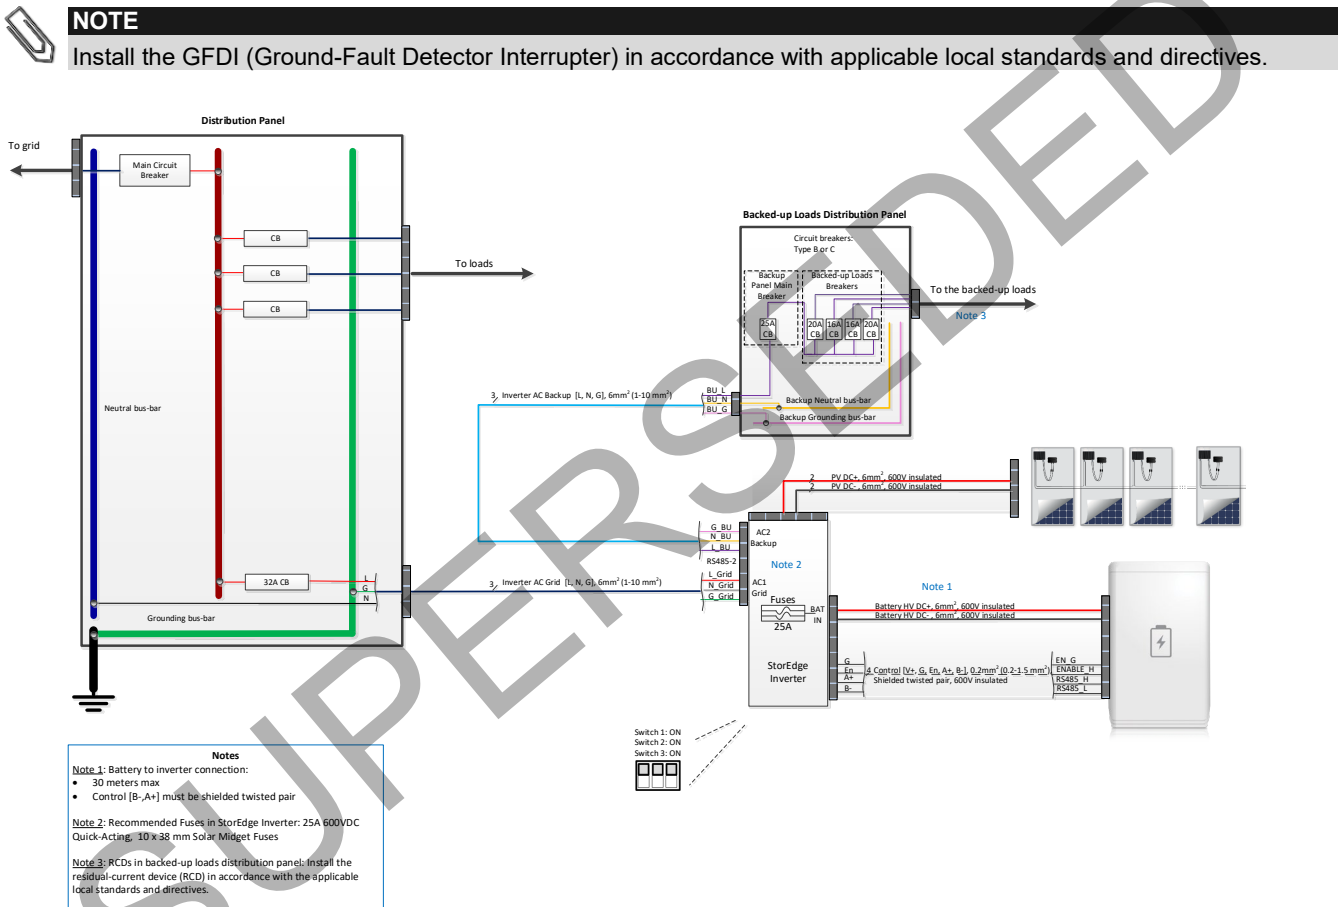 NOTE
Install the GFDI (Ground-Fault Detector Interrupter) in accordance with applicable local standards and directives.
Distribution Panel
To grid
Main Circuit
Breaker
CB
CB
CB
To loads
Neutral bus-bar
32A CB
L
G
N
Grounding bus-bar
Backed-up Loads Distribution Panel
Circuit breakers:
Type B or C
Backup
Panel Main
Breaker
Backed-up Loads
Breakers
25A
CB
20A
CB
16A
CB
16A
CB
20A
CB
To the backed-up loads
Note 3
3
Inverter AC Backup [L, N, G], 6mm² (1-10 mm²)
BU_L
BU_N
BU_G
Backup Neutral bus-bar
Backup Grounding bus-bar
2 PV DC+, 6mm², 600V insulated
2 PV DC- , 6mm², 600V insulated
G_BU
N_BU
L_BU
RS485-2
L_Grid
N_Grid
G_Grid
AC2
Backup
Note 2
AC1
Grid
Fuses
25A
BAT
IN
StorEdge
Inverter
3
Inverter AC Grid [L, N, G], 6mm² (1-10 mm²)
Note 1
Battery HV DC+, 6mm², 600V insulated
Battery HV DC- , 6mm², 600V insulated
G
En
A+
B-
4 Control [V+, G, En, A+, B-], 0.2mm² (0.2-1.5 mm²)
Shielded twisted pair, 600V insulated
EN_G
ENABLE_H
RS485_H
RS485_L
Switch 1: ON
Switch 2: ON
Switch 3: ON
Notes
Note 1: Battery to inverter connection:
• 30 meters max
• Control [B-,A+] must be shielded twisted pair
Note 2: Recommended Fuses in StorEdge Inverter: 25A 600VDC
Quick-Acting, 10 x 38 mm Solar Midget Fuses
Note 3: RCDs in backed-up loads distribution panel: Install the
residual-current device (RCD) in accordance with the applicable
local standards and directives.
SUPERSEDED